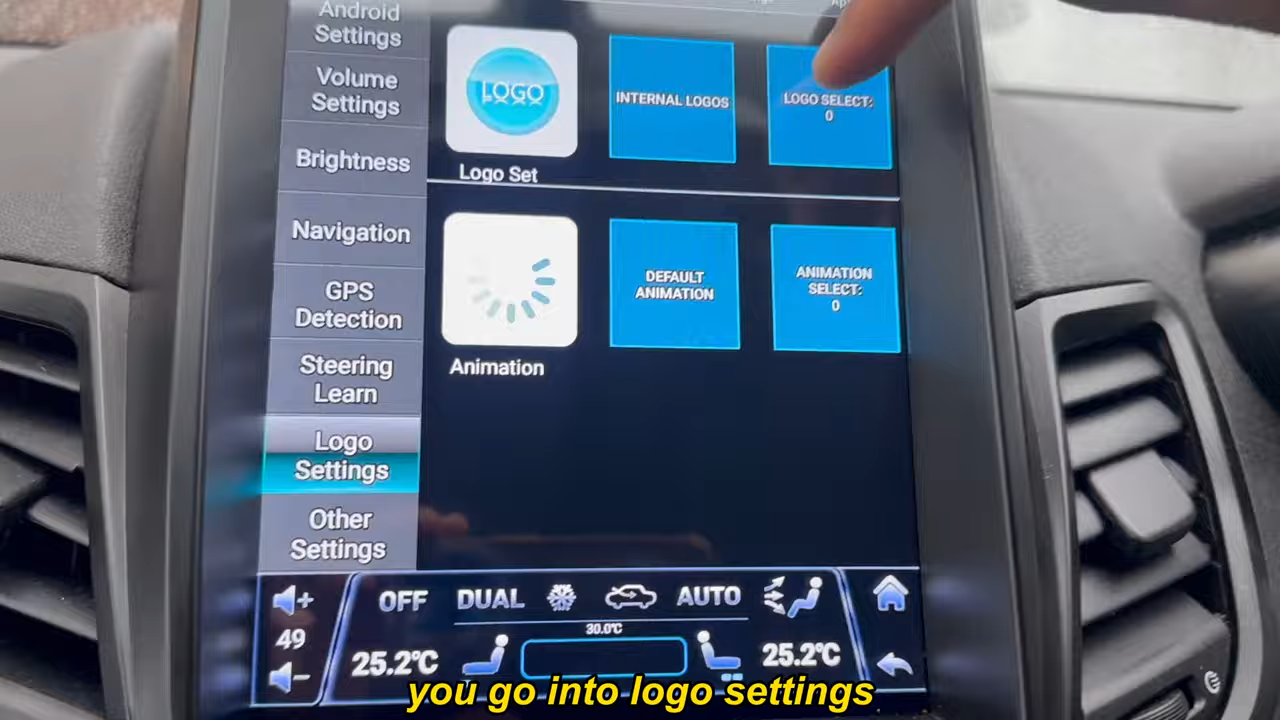 Android
Settings
Volume
Settings
Brightness
Navigation
GPS
Detection
Steering
Learn
Logo
Settings
Other
Settings
LOGO
Logo Set
INTERNAL LOGOS
LOGO SELECT:
0
Animation
DEFAULT
ANIMATION
ANIMATION
SELECT:
0
49
OFF DUAL AUTO
30.0℃
25.2℃ 25.2℃
you go into logo settings